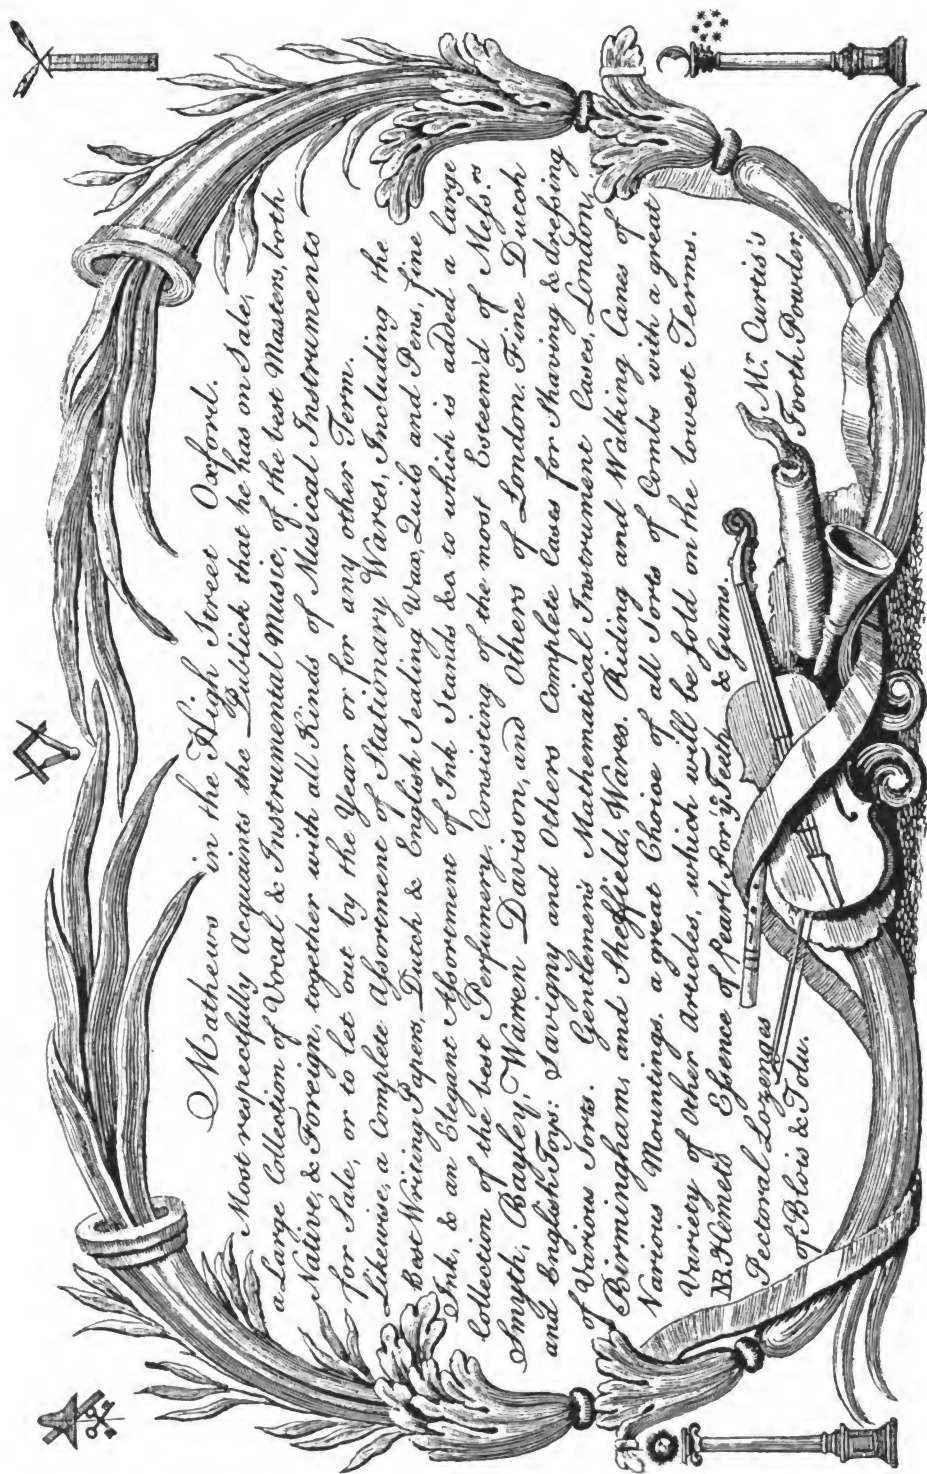 Mathews in the High Street Oxford.
Most respectfully Acquaints the Publick that he has on Sale,
a Large Collection of Vocal & Instrumental Music, of the best Masters, both
Native, & Foreign, together with all Kinds of Musical Instruments
for Sale, or to let out by the Year or for any other Term.
Likewise, a Complete Aſsortment of Stationary Wares, Including the
Best Writing Papers, Dutch & English Sealing Wax, Quils and Pens, fine
Ink, & an Elegant Aſsortment of Ink Stands &c. to which is added a large
Collection of the best Perfumery, Consisting of the most Esteem'd of Meſs.rs
Smyth, Bayley, Warren Davison, and Others of London. Fine Dutch
and English Toys: Savigny and Others Complete Cases for Shaving & dreſsing
of Various Sorts. Gentlemens Mathematical Instrument Cases, London,
Birmingham, and Sheffield, Wares. Riding and Walking Canes of
Various Mountings. a great Choice of all Sorts of Combs with a great
Variety of Other Articles, which will be sold on the lowest Terms.
NB. Hemets Eſsence of Pearl, for ye Teeth & Gums.
Pectoral Lozenges
of Blois & Tolu.
Mr. Curtis's
Tooth Powder.